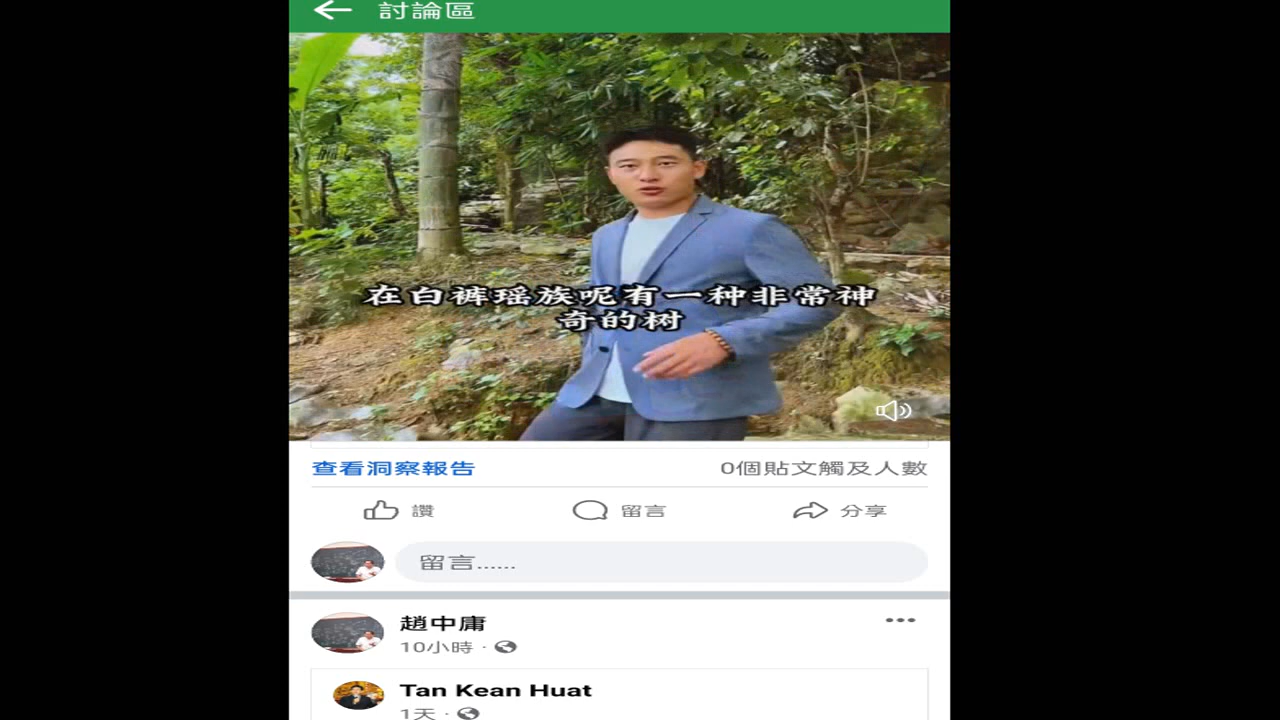 討論區
在白裤瑶族呢有一种非常神
奇的树
查看洞察報告
0個貼文觸及人數
讚
留言
分享
留言......
趙中庸
10小時 ·
Tan Kean Huat
1天 ·